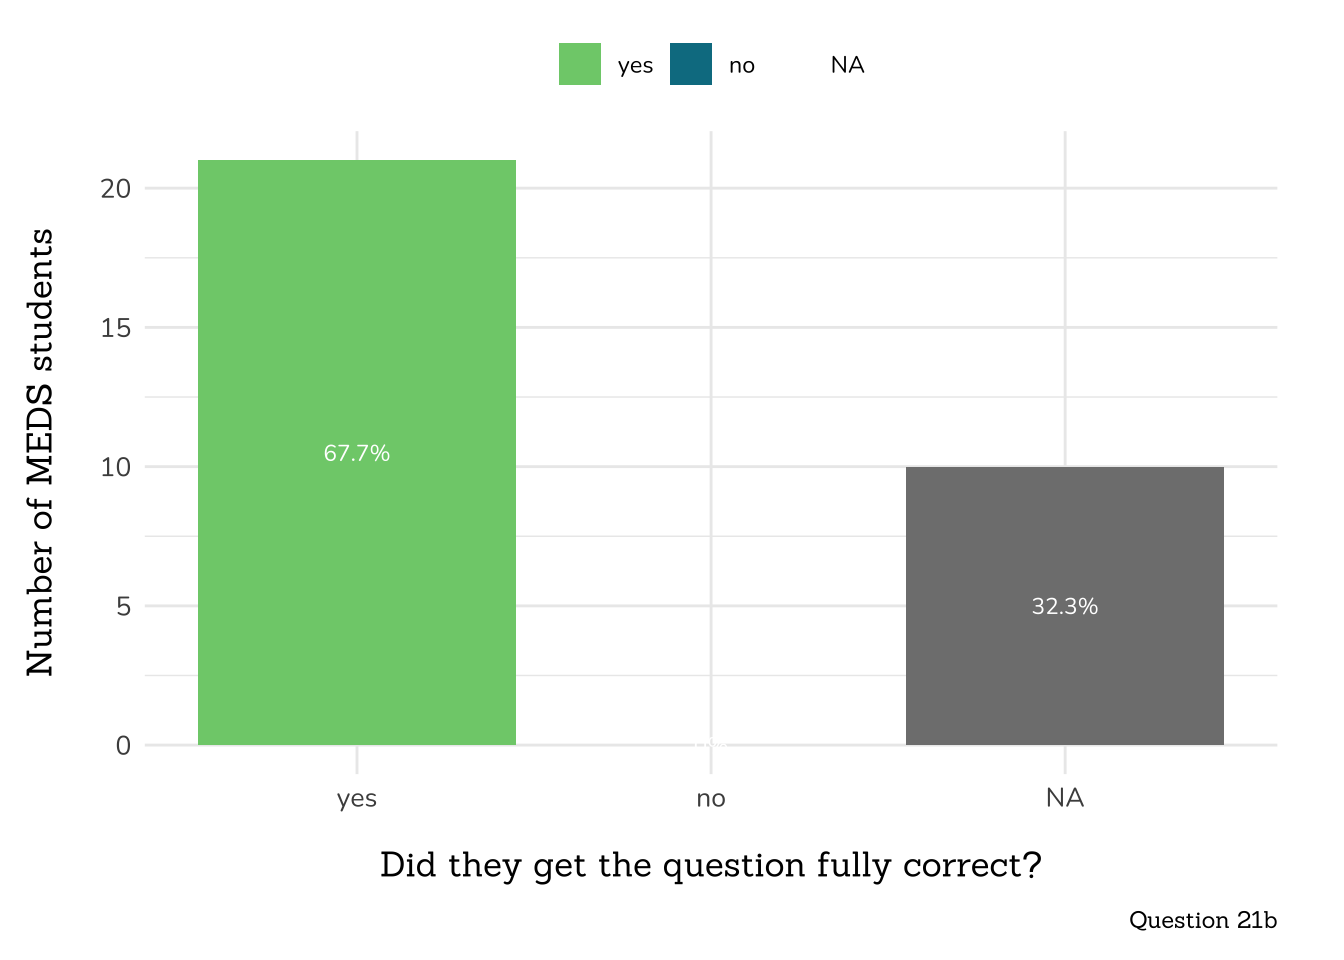 yes no NA
Number of MEDS students
20
15
10
5
0
67.7%
32.3%
yes no NA
Did they get the question fully correct?
Question 21b